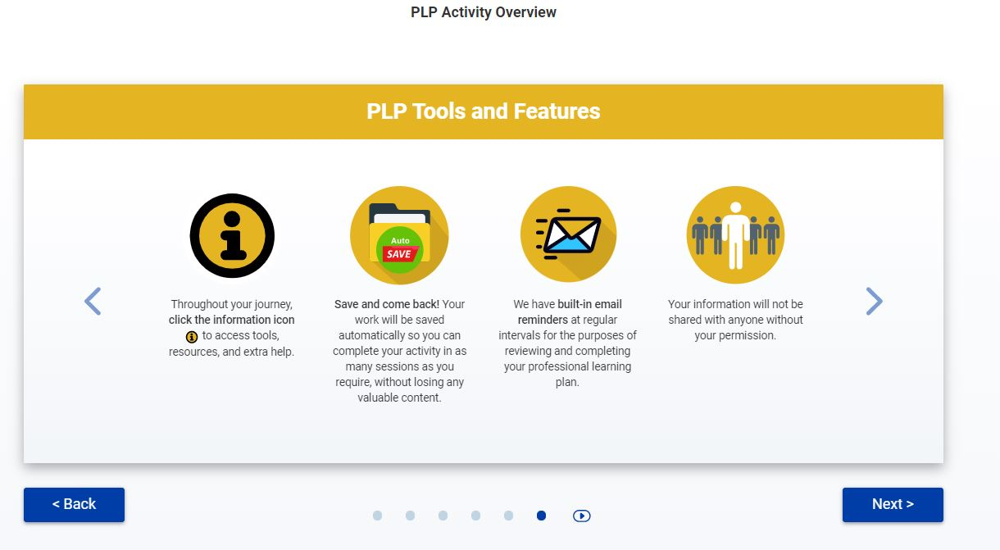 PLP Activity Overview
PLP Tools and Features
Auto
SAVE
Throughout your journey,
click the information icon
to access tools,
resources, and extra help.
Save and come back! Your
work will be saved
automatically so you can
complete your activity in as
many sessions as you
require, without losing any
valuable content.
We have built-in email
reminders at regular
intervals for the purposes of
reviewing and completing
your professional learning
plan.
Your information will not be
shared with anyone without
your permission.
< Back
Next >